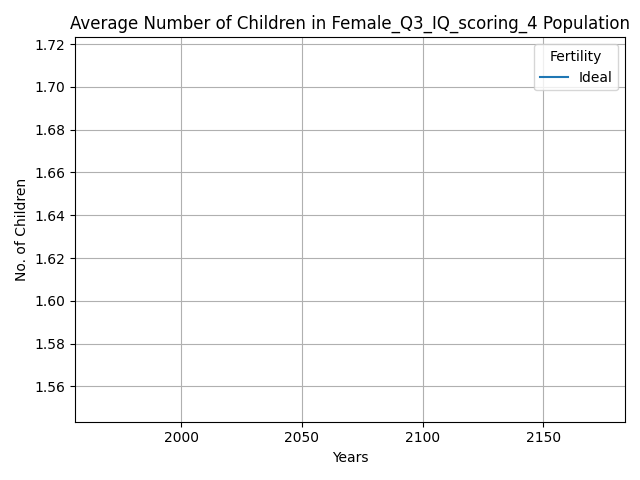 Average Number of Children in Female_Q3_IQ_scoring_4 Population
Fertility
Ideal
No. of Children
1.72
1.70
1.68
1.66
1.64
1.62
1.60
1.58
1.56
2000 2050 2100 2150
Years